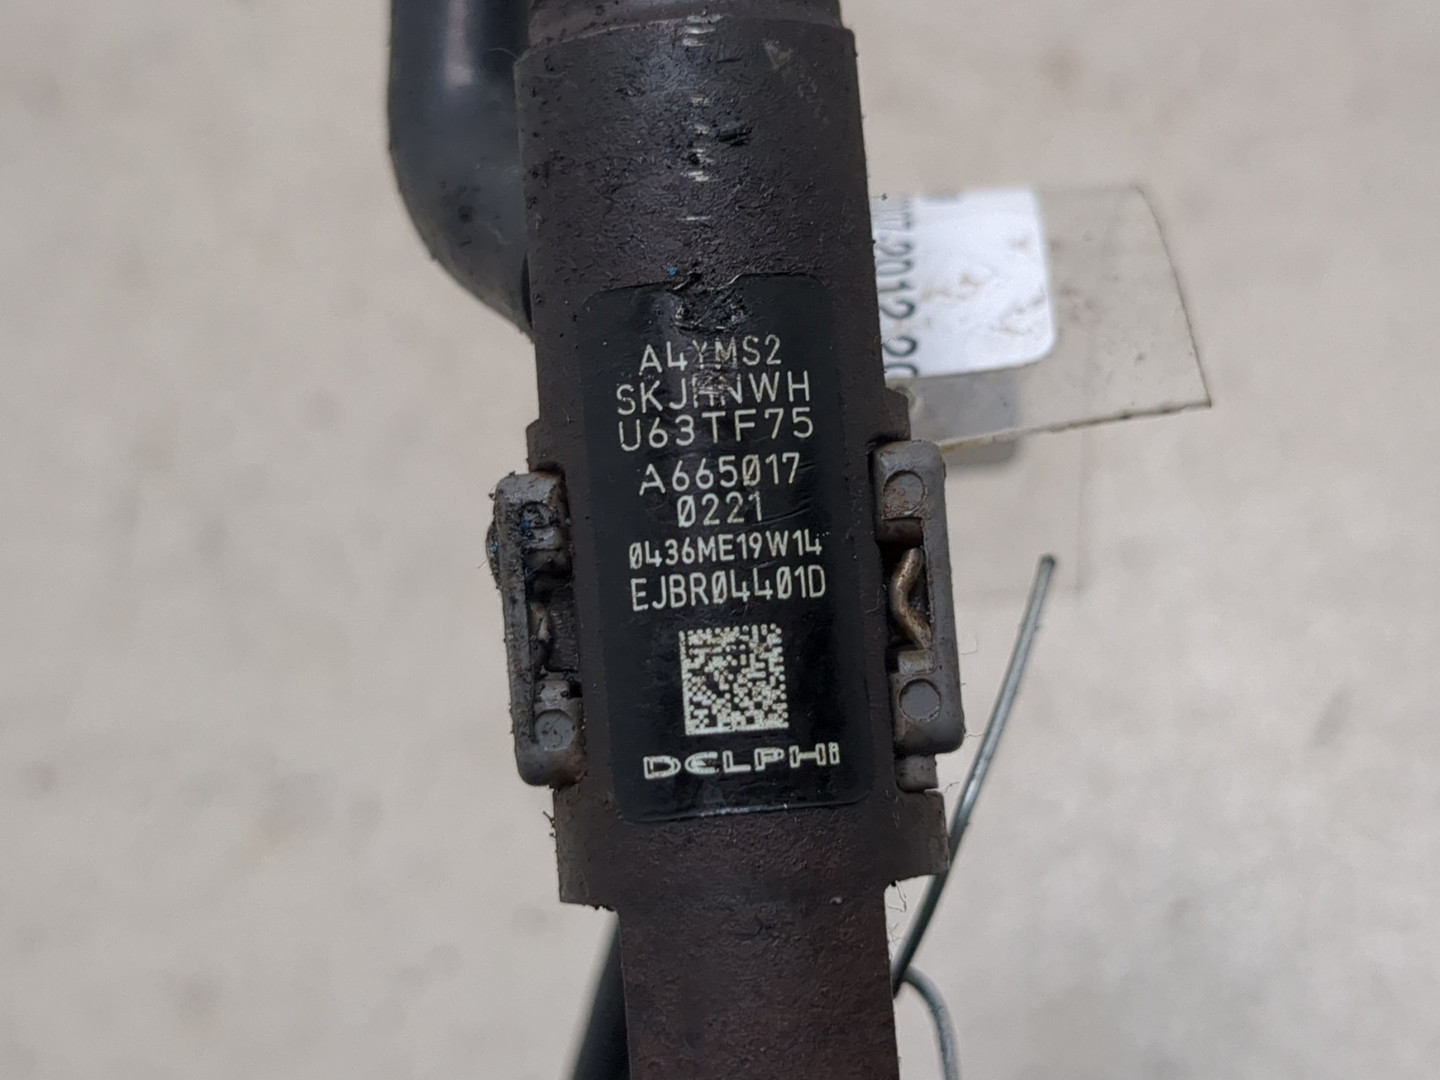 A4YMS2
SKJHNWH
U63TF75
A665017
0221
0436ME19W14
EJBR04401D
DELPHI